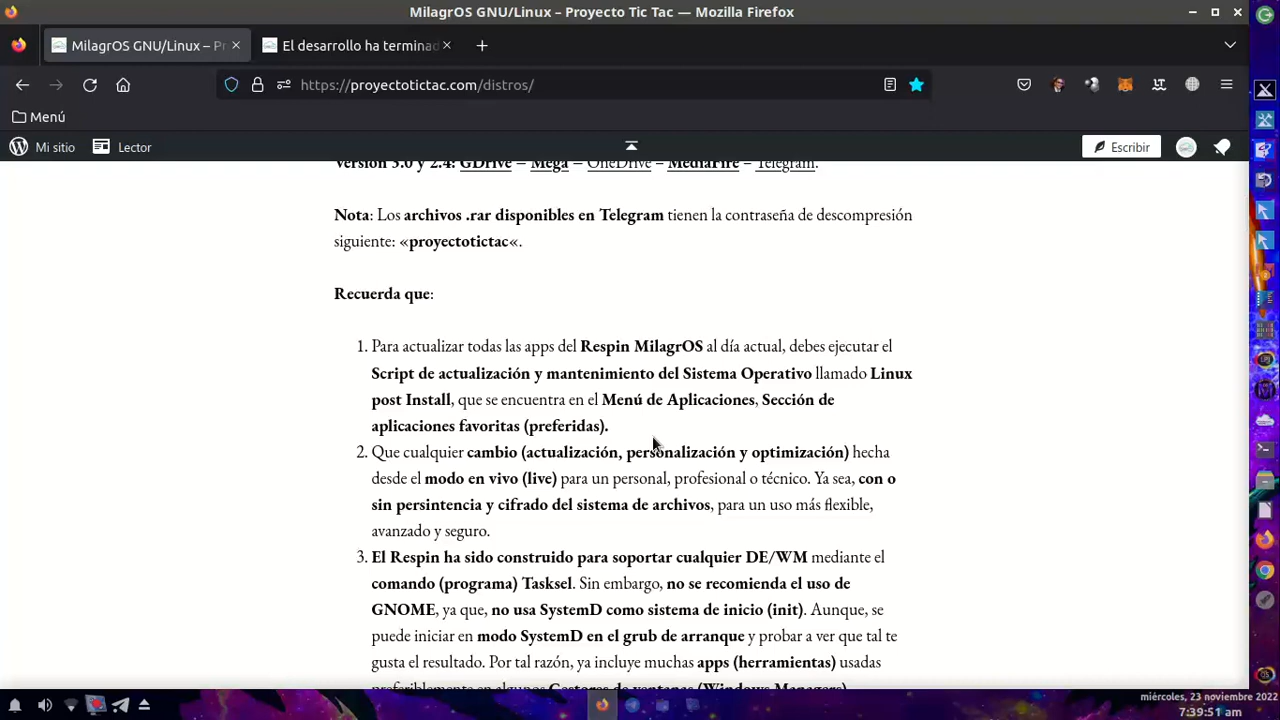 MilagrOS GNU/Linux – Proyecto Tic Tac — Mozilla Firefox
MilagrOS GNU/Linux – Pr
El desarrollo ha terminad
https://proyectotictac.com/distros/
Menú
Mi sitio
Lector
Escribir
Versión 3.0 y 2.4: GDrive – Mega – OneDrive – MediaFire – Telegram.
Nota: Los archivos .rar disponibles en Telegram tienen la contraseña de descompresión
siguiente: «proyectotictac«.
Recuerda que:
1. Para actualizar todas las apps del Respin MilagrOS al día actual, debes ejecutar el
Script de actualización y mantenimiento del Sistema Operativo llamado Linux
post Install, que se encuentra en el Menú de Aplicaciones, Sección de
aplicaciones favoritas (preferidas).
2. Que cualquier cambio (actualización, personalización y optimización) hecha
desde el modo en vivo (live) para un personal, profesional o técnico. Ya sea, con o
sin persintencia y cifrado del sistema de archivos, para un uso más flexible,
avanzado y seguro.
3. El Respin ha sido construido para soportar cualquier DE/WM mediante el
comando (programa) Tasksel. Sin embargo, no se recomienda el uso de
GNOME, ya que, no usa SystemD como sistema de inicio (init). Aunque, se
puede iniciar en modo SystemD en el grub de arranque y probar a ver que tal te
gusta el resultado. Por tal razón, ya incluye muchas apps (herramientas) usadas
preferiblemente en algunos Gestores de ventanas (Windows Managers)
miércoles, 23 noviembre 2022
7:39:51 am